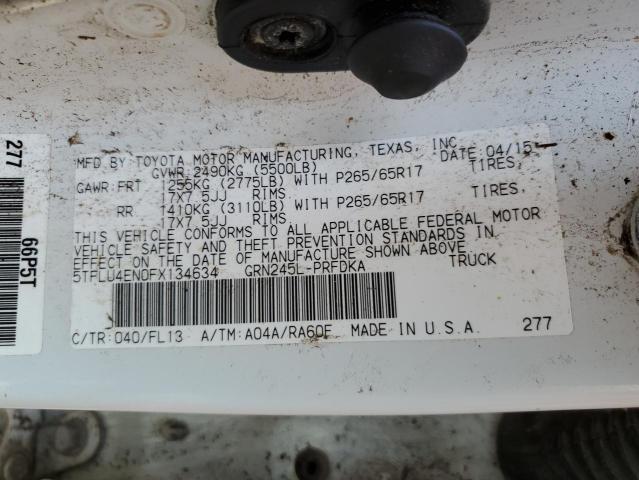 MFD BY: TOYOTA MOTOR MANUFACTURING, TEXAS, INC. DATE: 04/15
GVWR: 2490KG (5500LB)
GAWR: FRT 1255KG (2775LB) WITH P265/65R17 TIRES,
17X7.5JJ RIMS
RR 1410KG (3110LB) WITH P265/65R17 TIRES,
17X7.5JJ RIMS
THIS VEHICLE CONFORMS TO ALL APPLICABLE FEDERAL MOTOR
VEHICLE SAFETY AND THEFT PREVENTION STANDARDS IN
EFFECT ON THE DATE OF MANUFACTURE SHOWN ABOVE
5TFLU4EN0FX134634 GRN245L-PRFDKA TRUCK
C/TR: 040/FL13 A/TM: A04A/RA60F MADE IN U.S.A. 277
277 66P5T